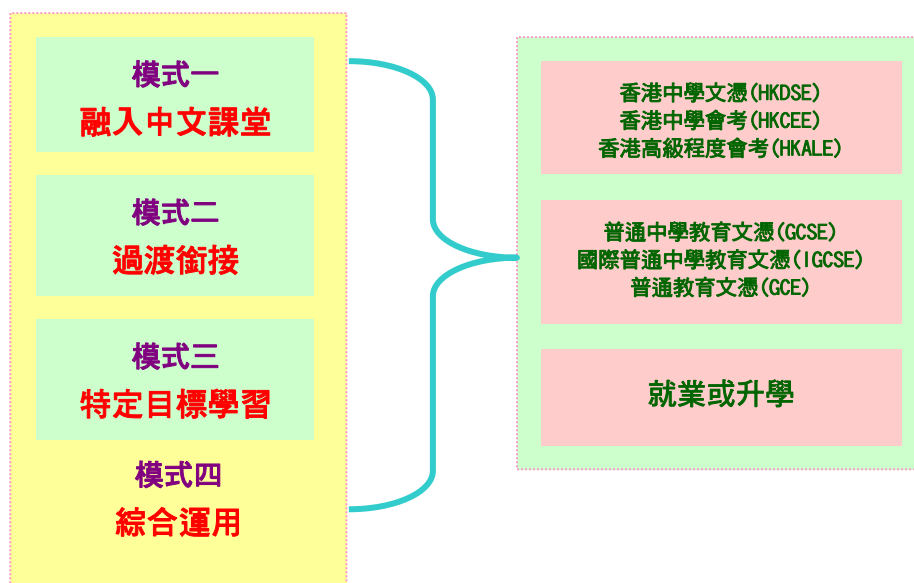 模式一
融入中文課堂
模式二
過渡銜接
模式三
特定目標學習
模式四
綜合運用
香港中學文憑(HKDSE)
香港中學會考(HKCEE)
香港高級程度會考(HKALE)
普通中學教育文憑(GCSE)
國際普通中學教育文憑(IGCSE)
普通教育文憑(GCE)
就業或升學